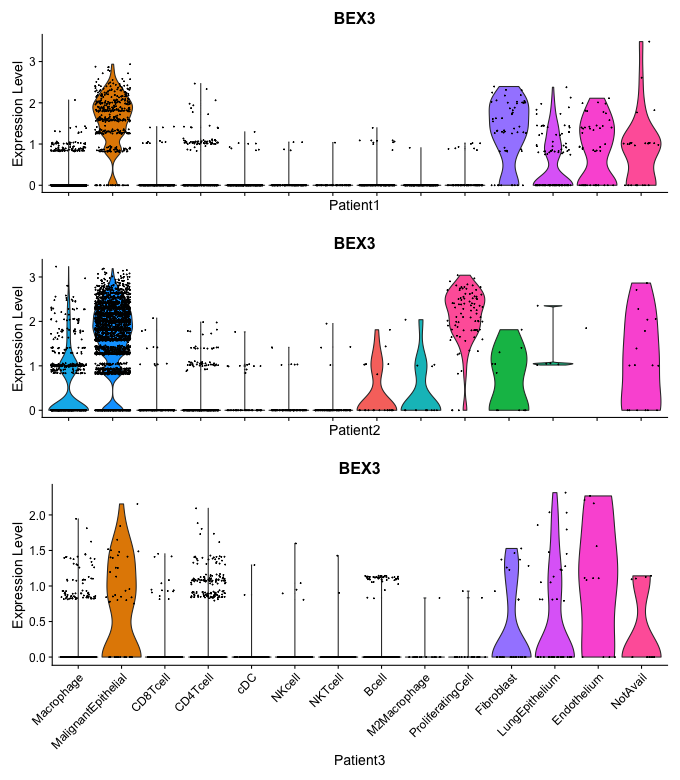 BEX3
Expression Level
3
2
1
0
Patient1
BEX3
Expression Level
3
2
1
0
Patient2
BEX3
Expression Level
2.0
1.5
1.0
0.5
0.0
Macrophage
MalignantEpithelial
CD8Tcell
CD4Tcell
cDC
NKcell
NKTcell
Bcell
M2Macrophage
ProliferatingCell
Fibroblast
LungEpithelium
Endothelium
NotAvail
Patient3